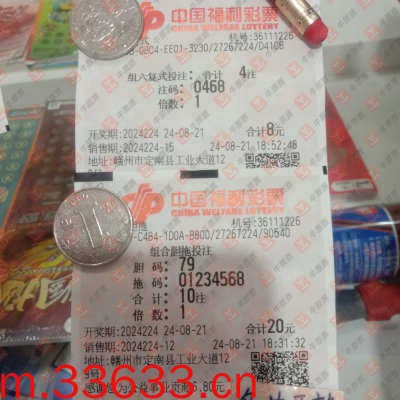 中国福利彩票
CHINA WELFARE LOTTERY
机号:36111226
组六复式投注: 合计 4注
注码: 0468
倍数: 1
开奖期:2024224 24-08-21 合计8元
销售期:2024224-15 24-08-21 18:52:48
地址:赣州市定南县工业大道12
中国福利彩票
CHINA WELFARE LOTTERY
机号:36111226
组合胆拖投注
胆 码: 79
拖 码: 01234568
合 计: 10注
倍 数: 1
开奖期:2024224 24-08-21 合计20元
销售期:2024224-12 24-08-21 18:31:32
地址:赣州市定南县工业大道12
m.33633.cn